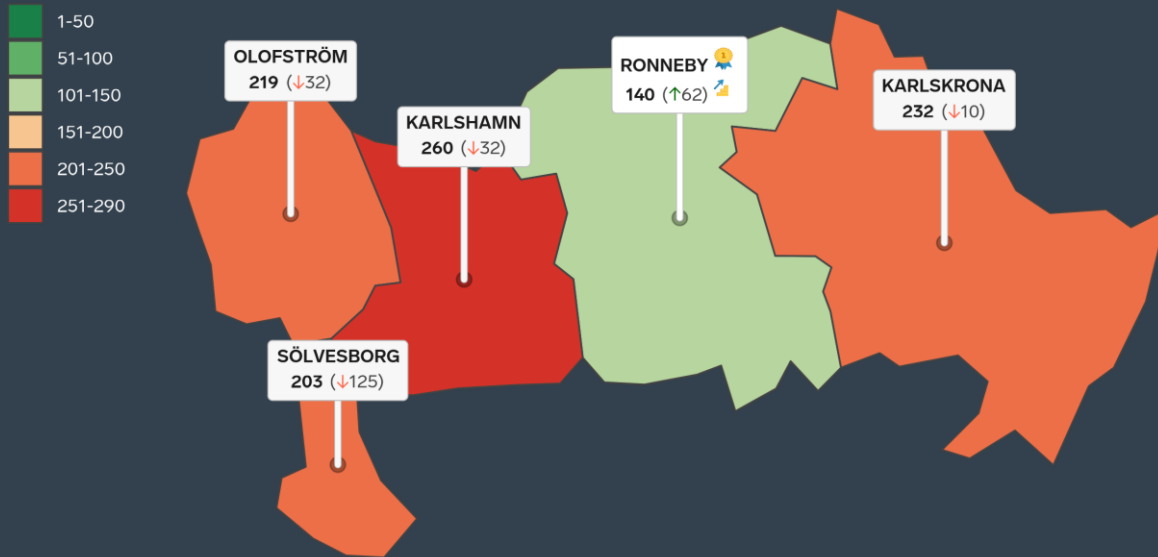 1-50
51-100
101-150
151-200
201-250
251-290
OLOFSTRÖM
219 (↓32)
KARLSHAMN
260 (↓32)
RONNEBY
1
140 (↑62)
KARLSKRONA
232 (↓10)
SÖLVESBORG
203 (↓125)